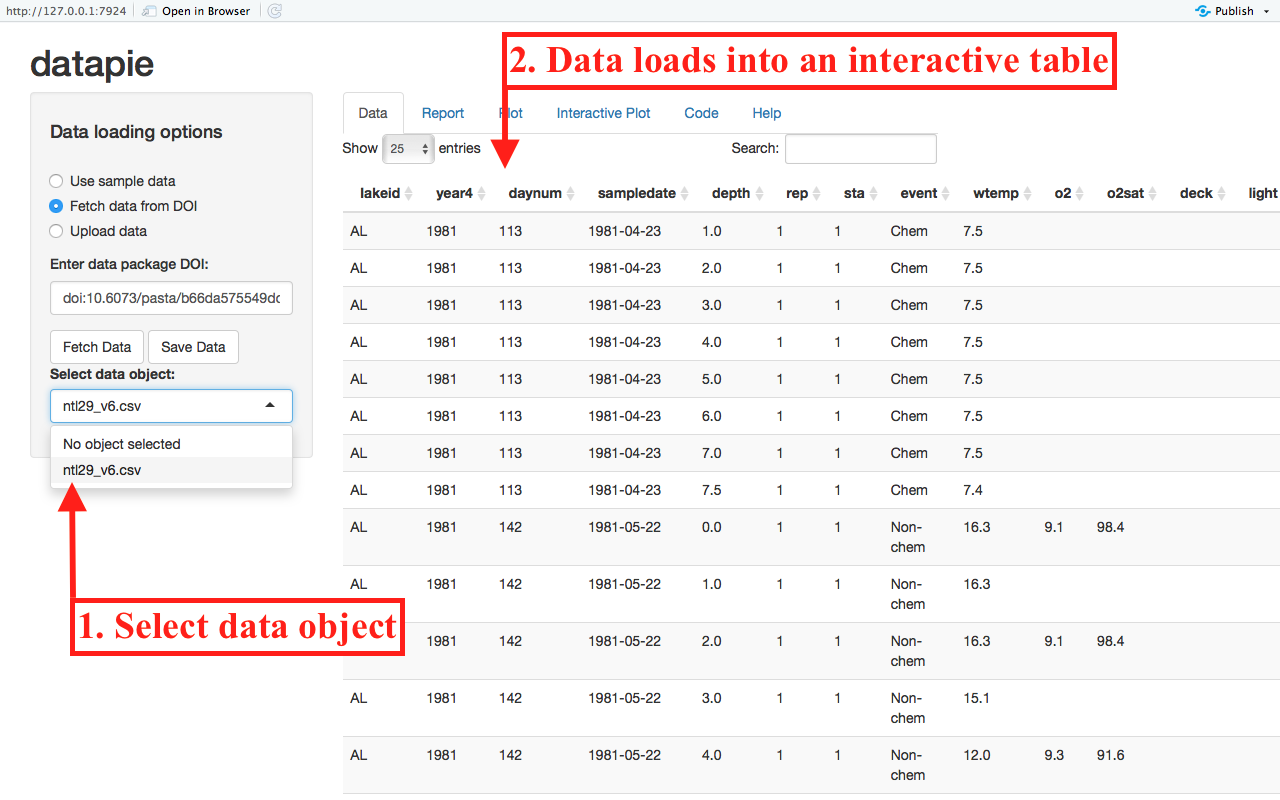 http://127.0.0.1:7924 Open in Browser Publish
datapie
2. Data loads into an interactive table
Data loading options
Use sample data
Fetch data from DOI
Upload data
Enter data package DOI:
doi:10.6073/pasta/b66da575549dc
Fetch Data Save Data
Select data object:
ntl29_v6.csv
No object selected
ntl29_v6.csv
1. Select data object
Data Report Plot Interactive Plot Code Help
Show 25 entries Search:
lakeid year4 daynum sampledate depth rep sta event wtemp o2 o2sat deck light
AL 1981 113 1981-04-23 1.0 1 1 Chem 7.5
AL 1981 113 1981-04-23 2.0 1 1 Chem 7.5
AL 1981 113 1981-04-23 3.0 1 1 Chem 7.5
AL 1981 113 1981-04-23 4.0 1 1 Chem 7.5
AL 1981 113 1981-04-23 5.0 1 1 Chem 7.5
AL 1981 113 1981-04-23 6.0 1 1 Chem 7.5
AL 1981 113 1981-04-23 7.0 1 1 Chem 7.5
AL 1981 113 1981-04-23 7.5 1 1 Chem 7.4
AL 1981 142 1981-05-22 0.0 1 1 Non- 16.3 9.1 98.4
chem
AL 1981 142 1981-05-22 1.0 1 1 Non- 16.3
chem
1981 142 1981-05-22 2.0 1 1 Non- 16.3 9.1 98.4
chem
AL 1981 142 1981-05-22 3.0 1 1 Non- 15.1
chem
AL 1981 142 1981-05-22 4.0 1 1 Non- 12.0 9.3 91.6
chem